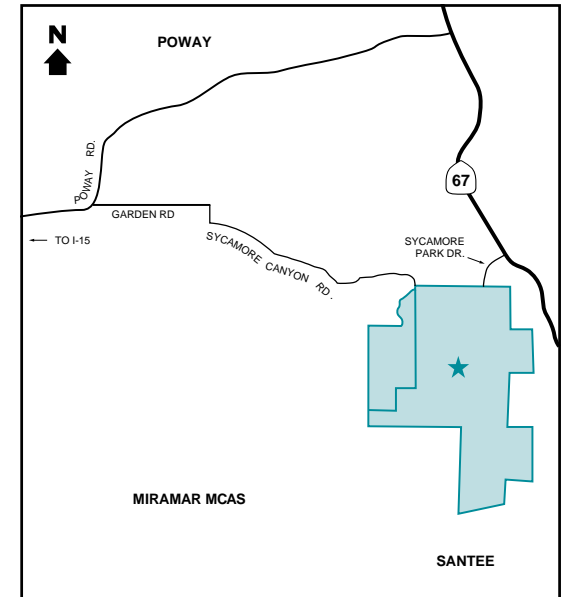 N
POWAY
POWAY RD.
67
GARDEN RD
TO I-15
SYCAMORE CANYON RD.
SYCAMORE
PARK DR.
MIRAMAR MCAS
SANTEE